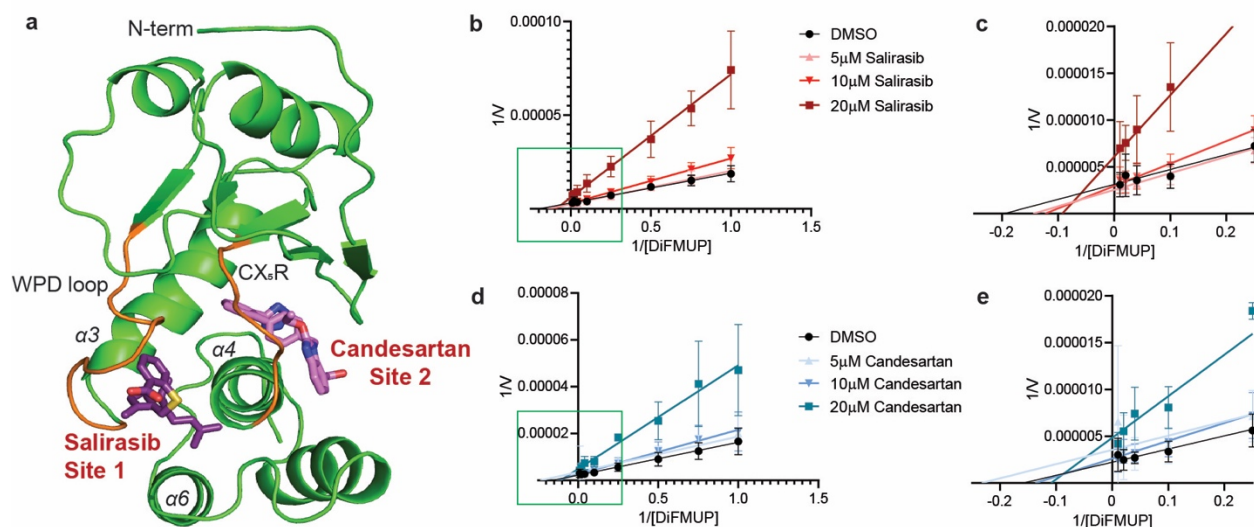 a
N-term
WPD loop
CX₅R
α3
α4
Candesartan
Site 2
Salirasib
Site 1
α6
b
0.00010
0.00005
0.00000
1/V
0.0
0.5
1.0
1.5
1/[DiFMUP]
DMSO
5μM Salirasib
10μM Salirasib
20μM Salirasib
c
0.000020
0.000015
0.000010
0.000005
1/V
-0.2
-0.1
0
0.1
0.2
1/[DiFMUP]
d
0.00008
0.00006
0.00004
0.00002
0.00000
1/V
0.0
0.5
1.0
1.5
1/[DiFMUP]
DMSO
5μM Candesartan
10μM Candesartan
20μM Candesartan
e
0.000020
0.000015
0.000010
0.000005
1/V
-0.2
-0.1
0
0.1
0.2
1/[DiFMUP]